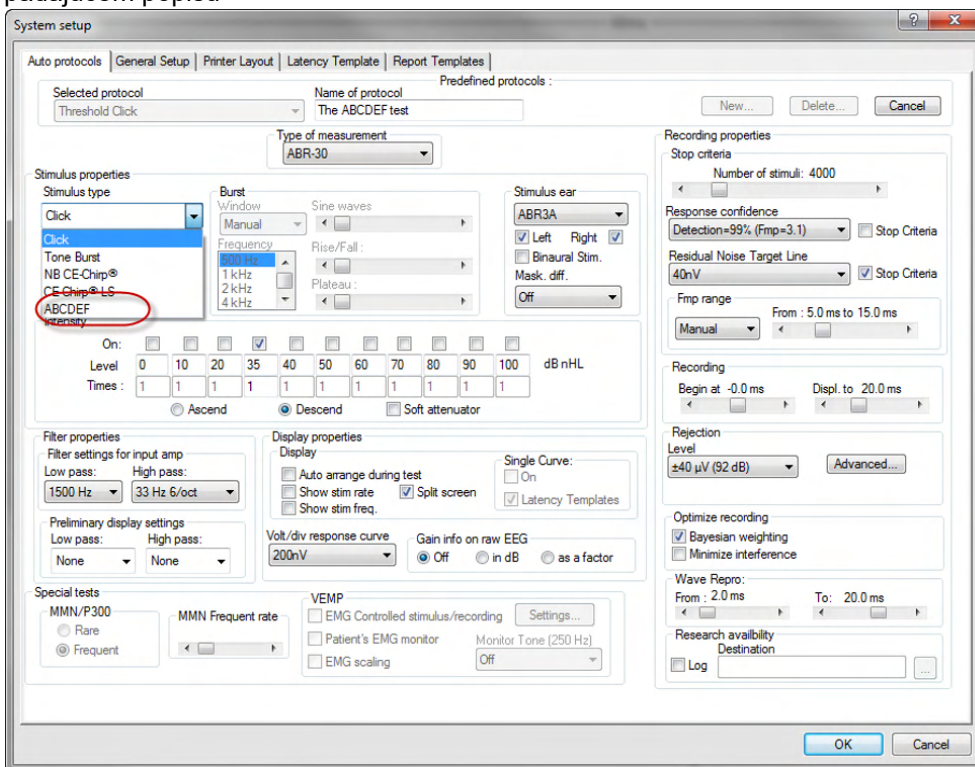 padajućem popisu
System setup
Auto protocols General Setup Printer Layout Latency Template Report Templates
Predefined protocols :
Selected protocol
Threshold Click
Name of protocol
The ABCDEF test
New... Delete... Cancel
Type of measurement
ABR-30
Stimulus properties
Stimulus type
Click
Click
Tone Burst
NB CE-Chirp®
CE-Chirp® LS
ABCDEF
Burst
Window
Manual
Sine waves
Frequency
500 Hz
1 kHz
2 kHz
4 kHz
Rise/Fall :
Plateau :
Stimulus ear
ABR3A
Left Right
Binaural Stim.
Mask. diff.
Off
Intensity
On:
Level 0 10 20 35 40 50 60 70 80 90 100 dB nHL
Times : 1 1 1 1 1 1 1 1 1 1 1
Ascend Descend Soft attenuator
Filter properties
Filter settings for input amp
Low pass: High pass:
1500 Hz 33 Hz 6/oct
Preliminary display settings
Low pass: High pass:
None None
Display properties
Display
Auto arrange during test
Show stim rate Split screen
Show stim freq.
Single Curve:
On
Latency Templates
Volt/div response curve
200nV
Gain info on raw EEG
Off in dB as a factor
Special tests
MMN/P300
Rare
Frequent
MMN Frequent rate
VEMP
EMG Controlled stimulus/recording Settings...
Patient's EMG monitor
EMG scaling
Monitor Tone (250 Hz)
Off
Recording properties
Stop criteria
Number of stimuli: 4000
Response confidence
Detection=99% (Fmp=3.1) Stop Criteria
Residual Noise Target Line
40nV Stop Criteria
Fmp range
From : 5.0 ms to 15.0 ms
Manual
Recording
Begin at -0.0 ms Displ. to 20.0 ms
Rejection
Level
±40 µV (92 dB) Advanced...
Optimize recording
Bayesian weighting
Minimize interference
Wave Repro:
From : 2.0 ms To: 20.0 ms
Research availbility
Destination
Log ...
OK Cancel